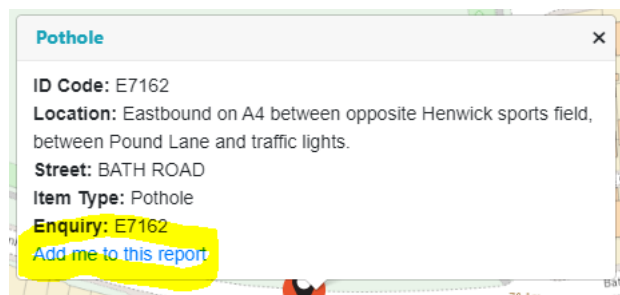 Pothole ×
ID Code: E7162
Location: Eastbound on A4 between opposite Henwick sports field,
between Pound Lane and traffic lights.
Street: BATH ROAD
Item Type: Pothole
Enquiry: E7162
Add me to this report